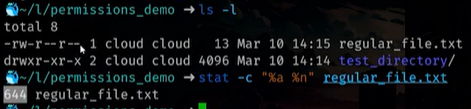 ~/l/permissions_demo → ls -l
total 8
-rw-r--r-- 1 cloud cloud   13 Mar 10 14:15 regular_file.txt
drwxr-xr-x 2 cloud cloud 4096 Mar 10 14:14 test_directory/
~/l/permissions_demo → stat -c "%a %n" regular_file.txt
644 regular_file.txt